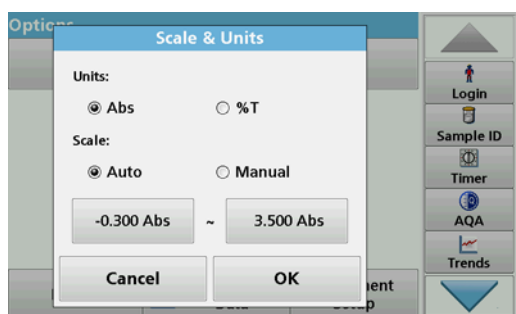 Options
Scale & Units
Units:
Abs
%T
Scale:
Auto
Manual
-0.300 Abs ~ 3.500 Abs
Cancel
OK
Login
Sample ID
Timer
AQA
Trends